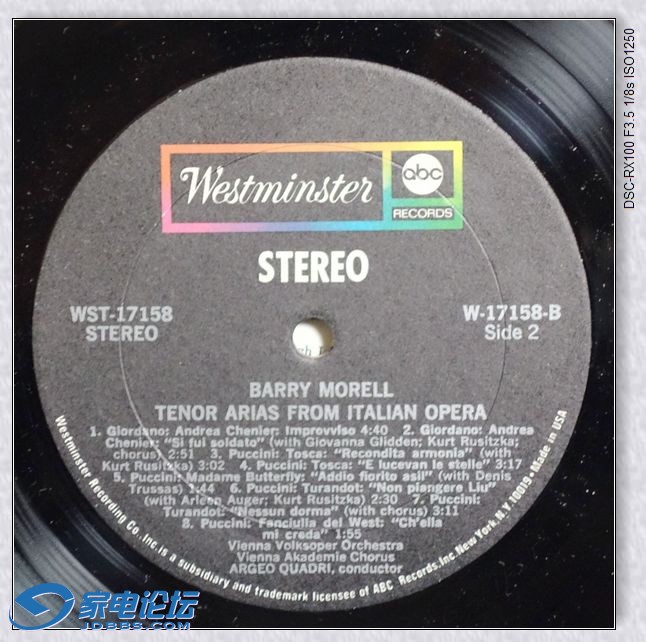 Westminster
abc
RECORDS
STEREO
WST-17158
STEREO
W-17158-B
Side 2
BARRY MORELL
TENOR ARIAS FROM ITALIAN OPERA
1. Giordano: Andrea Chenier: Improvviso 4:40 2. Giordano: Andrea
Chenier: "Si fui soldato" (with Giovanna Glidden; Kurt Rusitzka;
chorus) 2:51 3. Puccini: Tosca: "Recondita armonia" (with
Kurt Rusitzka) 3:02 4. Puccini: Tosca: "E lucevan le stelle" 3:17
5. Puccini: Madame Butterfly: "Addio fiorito asil" (with Denis
Trussas) 1:44 6. Puccini: Turandot: "Non piangere Liu"
(with Arleen Auger; Kurt Rusitzka) 2:30 7. Puccini:
Turandot: "Nessun dorma" (with chorus) 3:11
8. Puccini: Fanciulla del West: "Ch'ella
mi creda" 1:55
Vienna Volksoper Orchestra
Vienna Akademie Chorus
ARGEO QUADRI, conductor
Westminster Recording Co., Inc. is a subsidiary and trademark licensee of ABC Records, Inc. New York, N.Y. 10019 • Made in USA
家电论坛
JDBBS.COM
DSC-RX100 F3.5 1/8s ISO1250